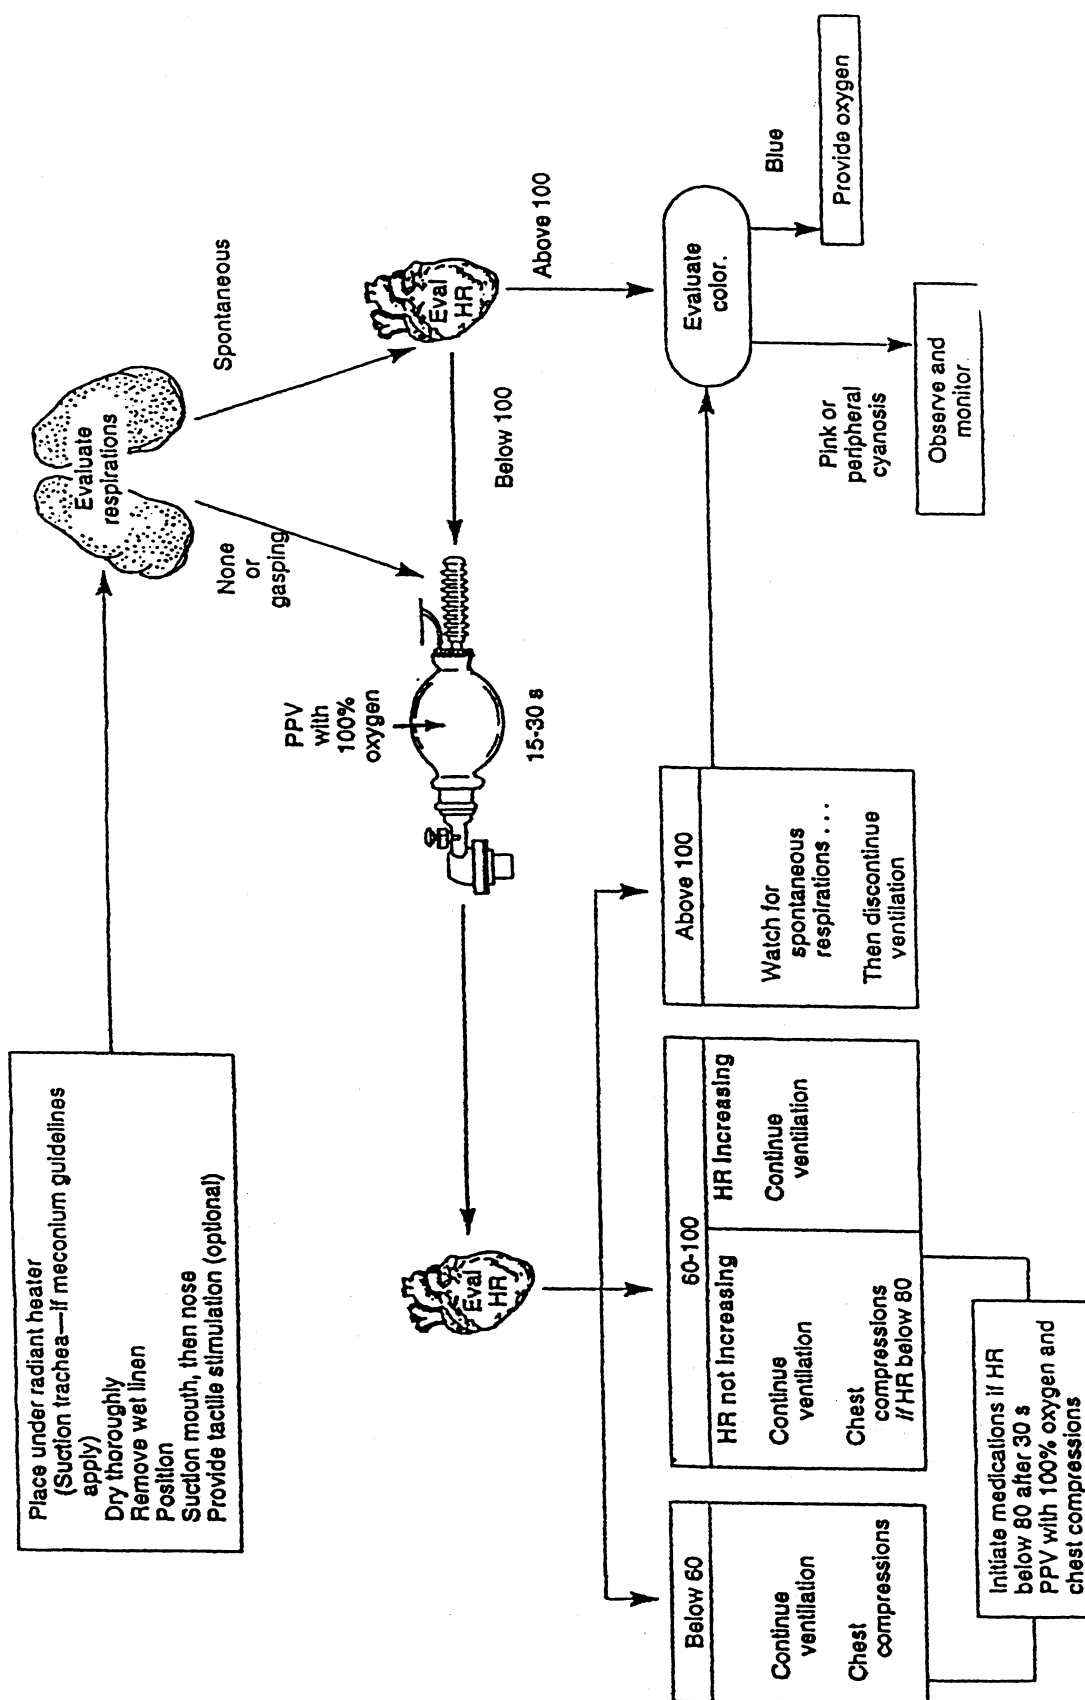 Place under radiant heater
(Suction trachea—if meconium guidelines
apply)
Dry thoroughly
Remove wet linen
Position
Suction mouth, then nose
Provide tactile stimulation (optional)
Evaluate
respirations
None
or
gasping
Spontaneous
PPV
with
100%
oxygen
15-30 s
Below 100
Eval
HR
Above 100
Eval
HR
Below 60
Continue
ventilation
Chest
compressions
60-100
HR not increasing
Continue
ventilation
Chest
compressions
if HR below 80
HR increasing
Continue
ventilation
Above 100
Watch for
spontaneous
respirations . . .
Then discontinue
ventilation
Evaluate
color.
Pink or
peripheral
cyanosis
Blue
Observe and
monitor
Provide oxygen
Initiate medications if HR
below 80 after 30 s
PPV with 100% oxygen and
chest compressions